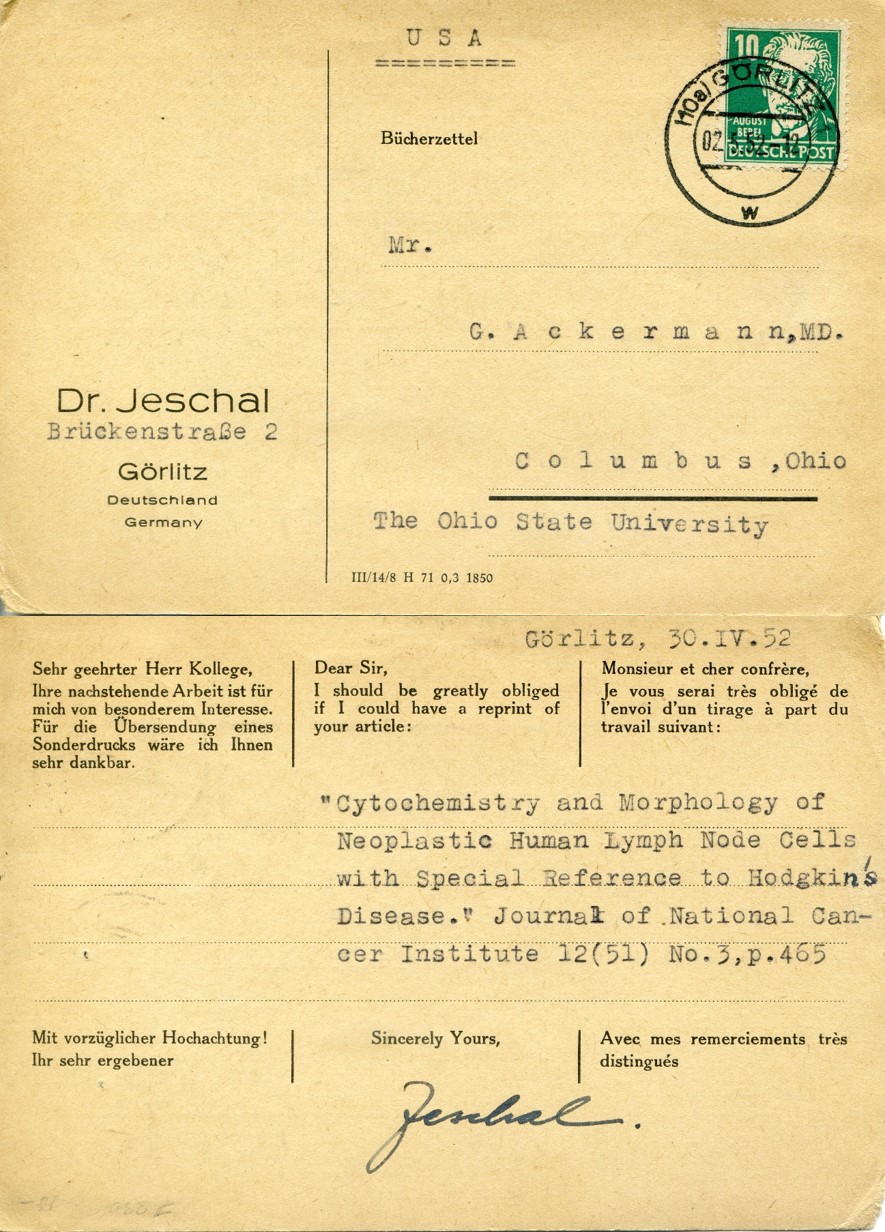 U S A
=========
10
AUGUST
BEBEL
DEUTSCHE POST
(10a) GÖRLITZ 1
02.5.52.-12
w
Bücherzettel
Mr.
G. A c k e r m a n n,MD.
C o l u m b u s ,Ohio
The Ohio State University
Dr. Jeschal
Brückenstraße 2
Görlitz
Deutschland
Germany
III/14/8 H 71 0,3 1850
Görlitz, 30.IV.52
Sehr geehrter Herr Kollege,
Ihre nachstehende Arbeit ist für
mich von besonderem Interesse.
Für die Übersendung eines
Sonderdrucks wäre ich Ihnen
sehr dankbar.
Dear Sir,
I should be greatly obliged
if I could have a reprint of
your article:
Monsieur et cher confrère,
Je vous serai très obligé de
l'envoi d'un tirage à part du
travail suivant:
"Cytochemistry and Morphology of
Neoplastic Human Lymph Node Cells
with Special Reference to Hodgkin's
Disease." Journal of National Can-
cer Institute 12(51) No.3,p.465
Mit vorzüglicher Hochachtung!
Ihr sehr ergebener
Sincerely Yours,
Avec mes remerciements très
distingués
Jeschal.